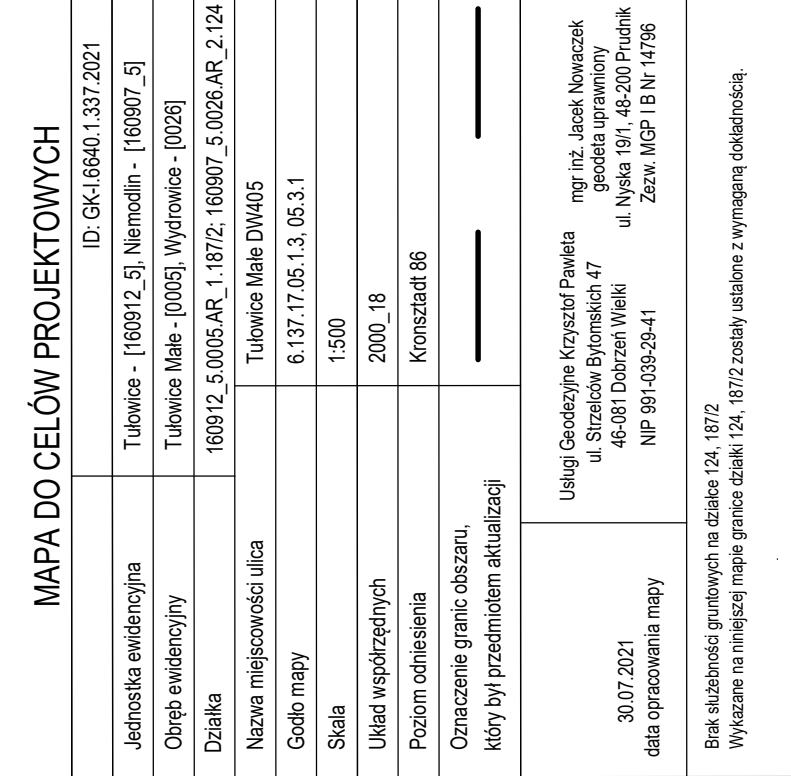 MAPA DO CELÓW PROJEKTOWYCH
ID: GK-I.6640.1.337.2021
Jednostka ewidencyjna Tułowice - [160912_5], Niemodlin - [160907_5]
Obręb ewidencyjny Tułowice Małe - [0005], Wydrowice - [0026]
Działka 160912_5.0005.AR_1.187/2; 160907_5.0026.AR_2.124
Nazwa miejscowości ulica Tułowice Małe DW405
Godło mapy 6.137.17.05.1.3, 05.3.1
Skala 1:500
Układ współrzędnych 2000_18
Poziom odniesienia Kronsztadt 86
Oznaczenie granic obszaru,
który był przedmiotem aktualizacji
30.07.2021
data opracowania mapy
Usługi Geodezyjne Krzysztof Pawleta
ul. Strzelców Bytomskich 47
46-081 Dobrzeń Wielki
NIP 991-039-29-41
mgr inż. Jacek Nowaczek
geodeta uprawniony
ul. Nyska 19/1, 48-200 Prudnik
Zezw. MGP I B Nr 14796
Brak służebności gruntowych na działce 124, 187/2
Wykazane na niniejszej mapie granice działki 124, 187/2 zostały ustalone z wymaganą dokładnością.